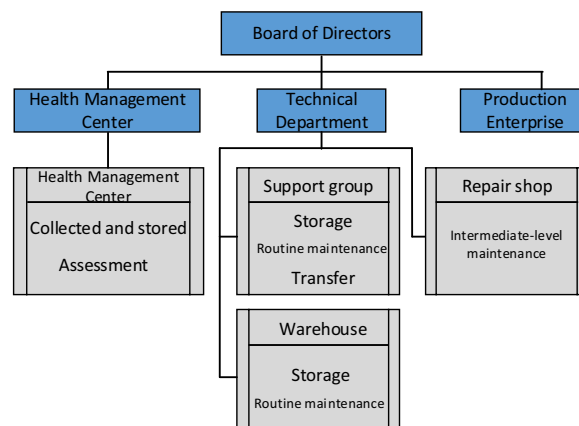 Board of Directors
Health Management
Center
Technical
Department
Production
Enterprise
Health Management
Center
Collected and stored
Assessment
Support group
Storage
Routine maintenance
Transfer
Repair shop
Intermediate-level
maintenance
Warehouse
Storage
Routine maintenance